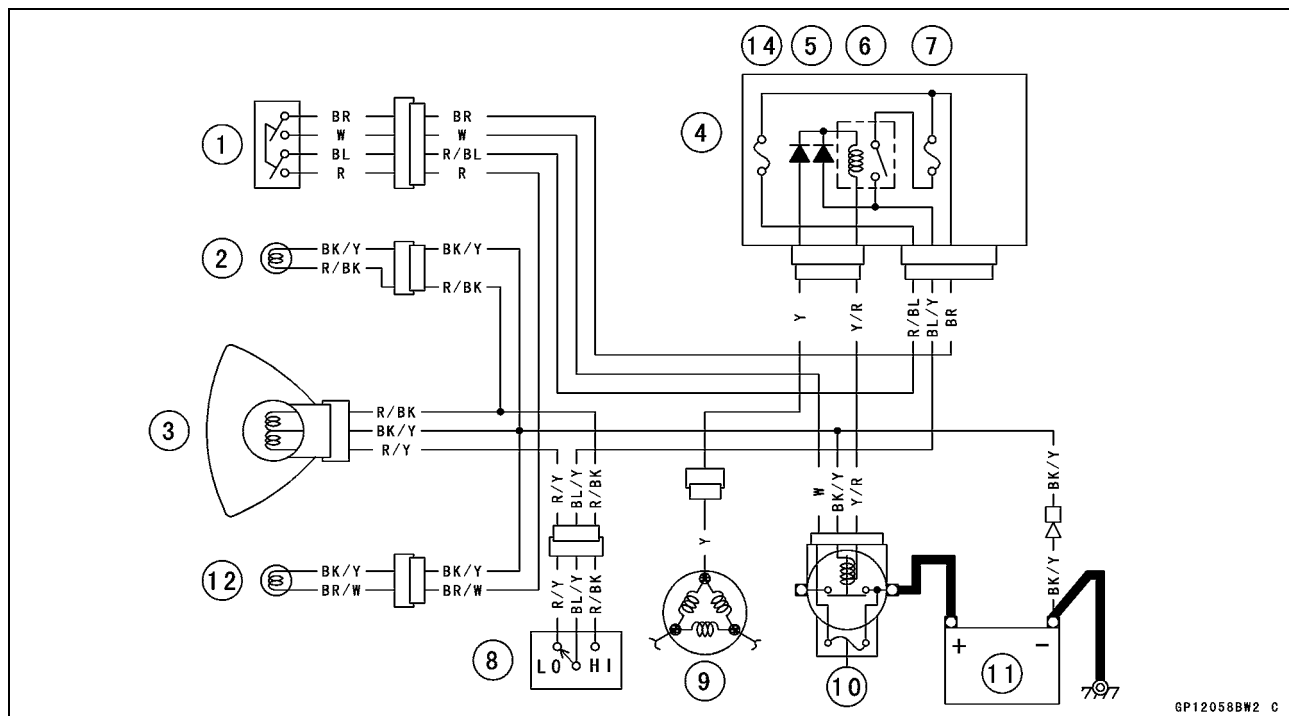 14 5 6 7
4
1
BR BR
W W
BL R/BL
R R
2
BK/Y BK/Y
R/BK R/BK
Y Y/R R/BL BL/Y BR
3
R/BK
BK/Y
R/Y
R/Y BL/Y R/BK
W BK/Y Y/R
BK/Y
Y
BK/Y
12
BK/Y BK/Y
BR/W BR/W
R/Y BL/Y R/BK
8
LO HI
9
10
+ −
11
GP12058BW2 C